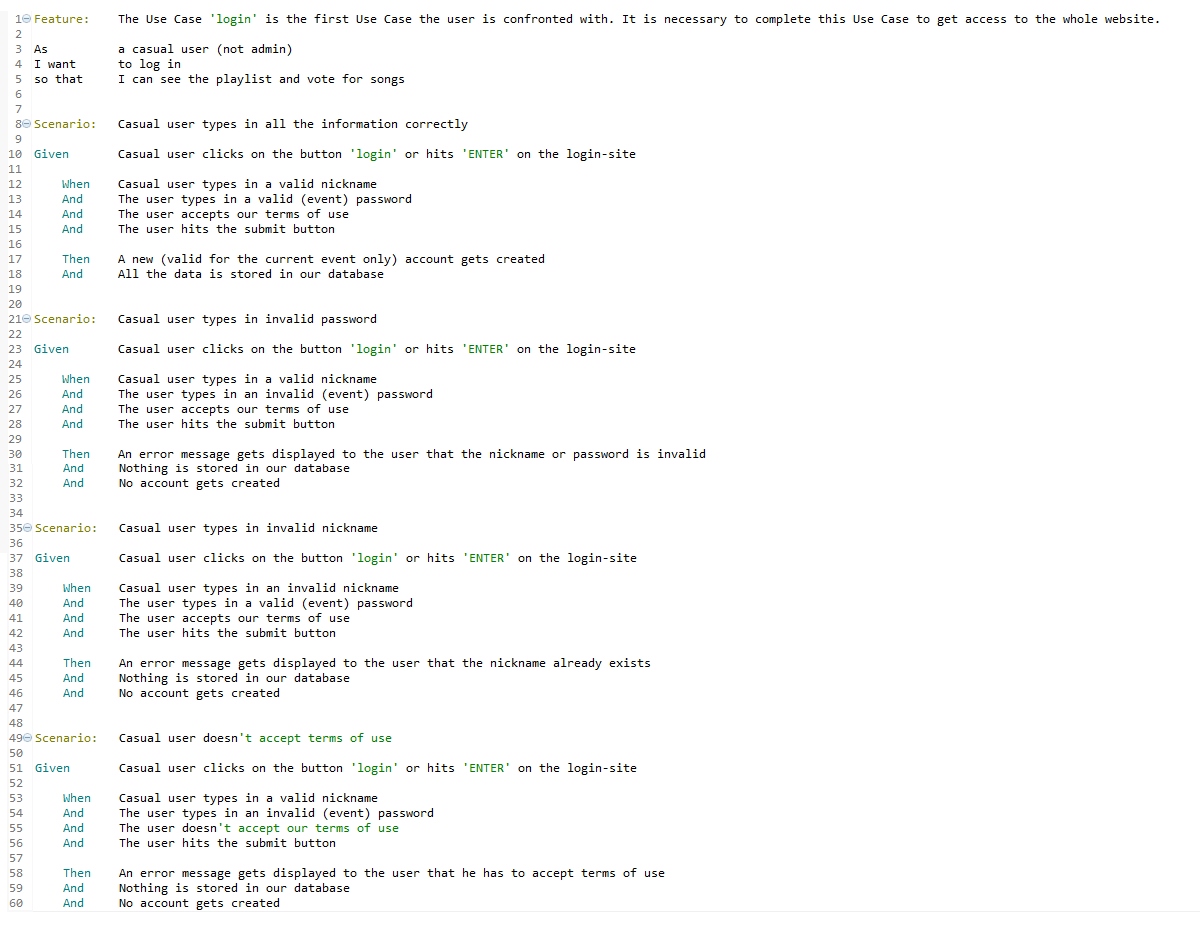 1 Feature: The Use Case 'login' is the first Use Case the user is confronted with. It is necessary to complete this Use Case to get access to the whole website.
2
3 As a casual user (not admin)
4 I want to log in
5 so that I can see the playlist and vote for songs
6
7
8 Scenario: Casual user types in all the information correctly
9
10 Given Casual user clicks on the button 'login' or hits 'ENTER' on the login-site
11
12 When Casual user types in a valid nickname
13 And The user types in a valid (event) password
14 And The user accepts our terms of use
15 And The user hits the submit button
16
17 Then A new (valid for the current event only) account gets created
18 And All the data is stored in our database
19
20
21 Scenario: Casual user types in invalid password
22
23 Given Casual user clicks on the button 'login' or hits 'ENTER' on the login-site
24
25 When Casual user types in a valid nickname
26 And The user types in an invalid (event) password
27 And The user accepts our terms of use
28 And The user hits the submit button
29
30 Then An error message gets displayed to the user that the nickname or password is invalid
31 And Nothing is stored in our database
32 And No account gets created
33
34
35 Scenario: Casual user types in invalid nickname
36
37 Given Casual user clicks on the button 'login' or hits 'ENTER' on the login-site
38
39 When Casual user types in an invalid nickname
40 And The user types in a valid (event) password
41 And The user accepts our terms of use
42 And The user hits the submit button
43
44 Then An error message gets displayed to the user that the nickname already exists
45 And Nothing is stored in our database
46 And No account gets created
47
48
49 Scenario: Casual user doesn't accept terms of use
50
51 Given Casual user clicks on the button 'login' or hits 'ENTER' on the login-site
52
53 When Casual user types in a valid nickname
54 And The user types in an invalid (event) password
55 And The user doesn't accept our terms of use
56 And The user hits the submit button
57
58 Then An error message gets displayed to the user that he has to accept terms of use
59 And Nothing is stored in our database
60 And No account gets created